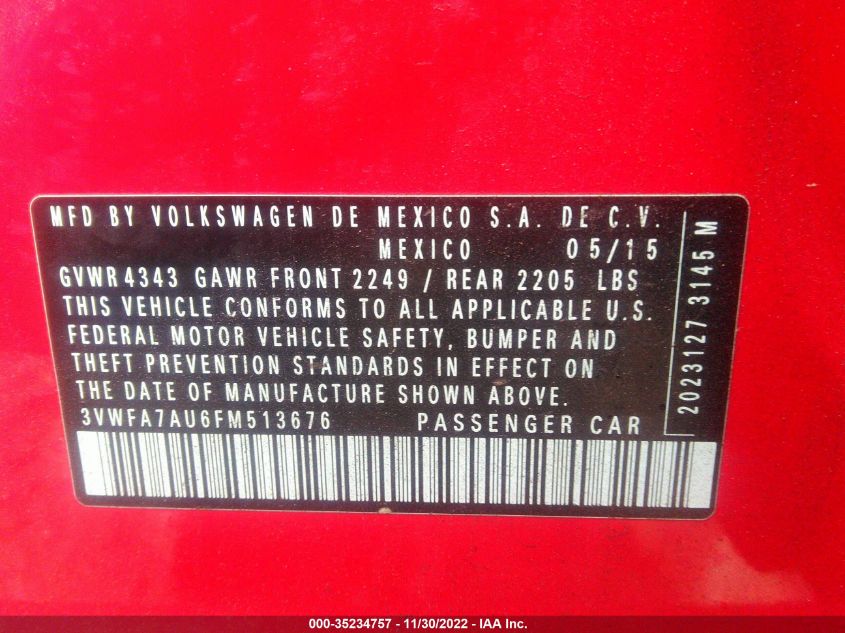 MFD BY VOLKSWAGEN DE MEXICO S.A. DE C.V.
MEXICO 05/15
GVWR 4343 GAWR FRONT 2249 / REAR 2205 LBS
THIS VEHICLE CONFORMS TO ALL APPLICABLE U.S.
FEDERAL MOTOR VEHICLE SAFETY, BUMPER AND
THEFT PREVENTION STANDARDS IN EFFECT ON
THE DATE OF MANUFACTURE SHOWN ABOVE.
3VWFA7AU6FM513676 PASSENGER CAR
2023127 3145 M
000-35234757 - 11/30/2022 - IAA Inc.